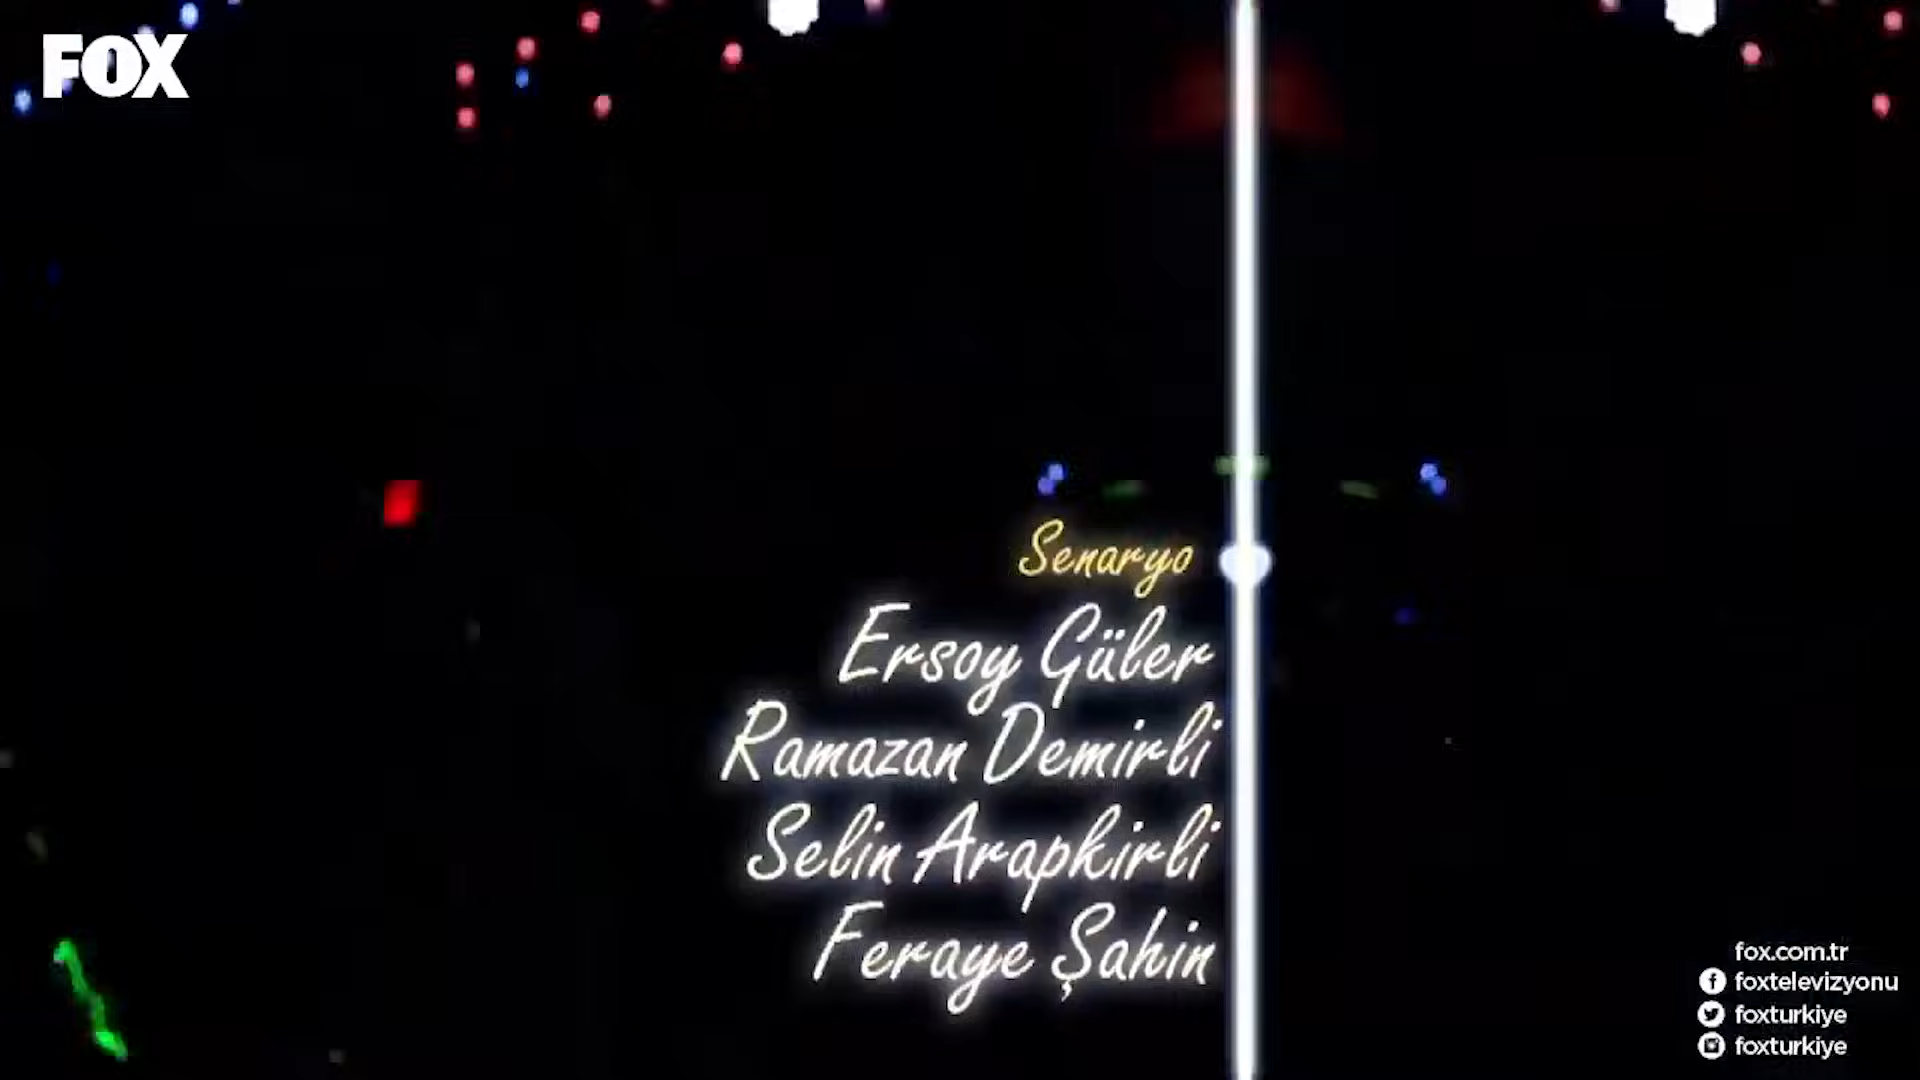 FOX
Senaryo
Ersoy Güler
Ramazan Demirli
Selin Arapkirli
Feraye Şahin
fox.com.tr
foxtelevizyonu
foxturkiye
foxturkiye